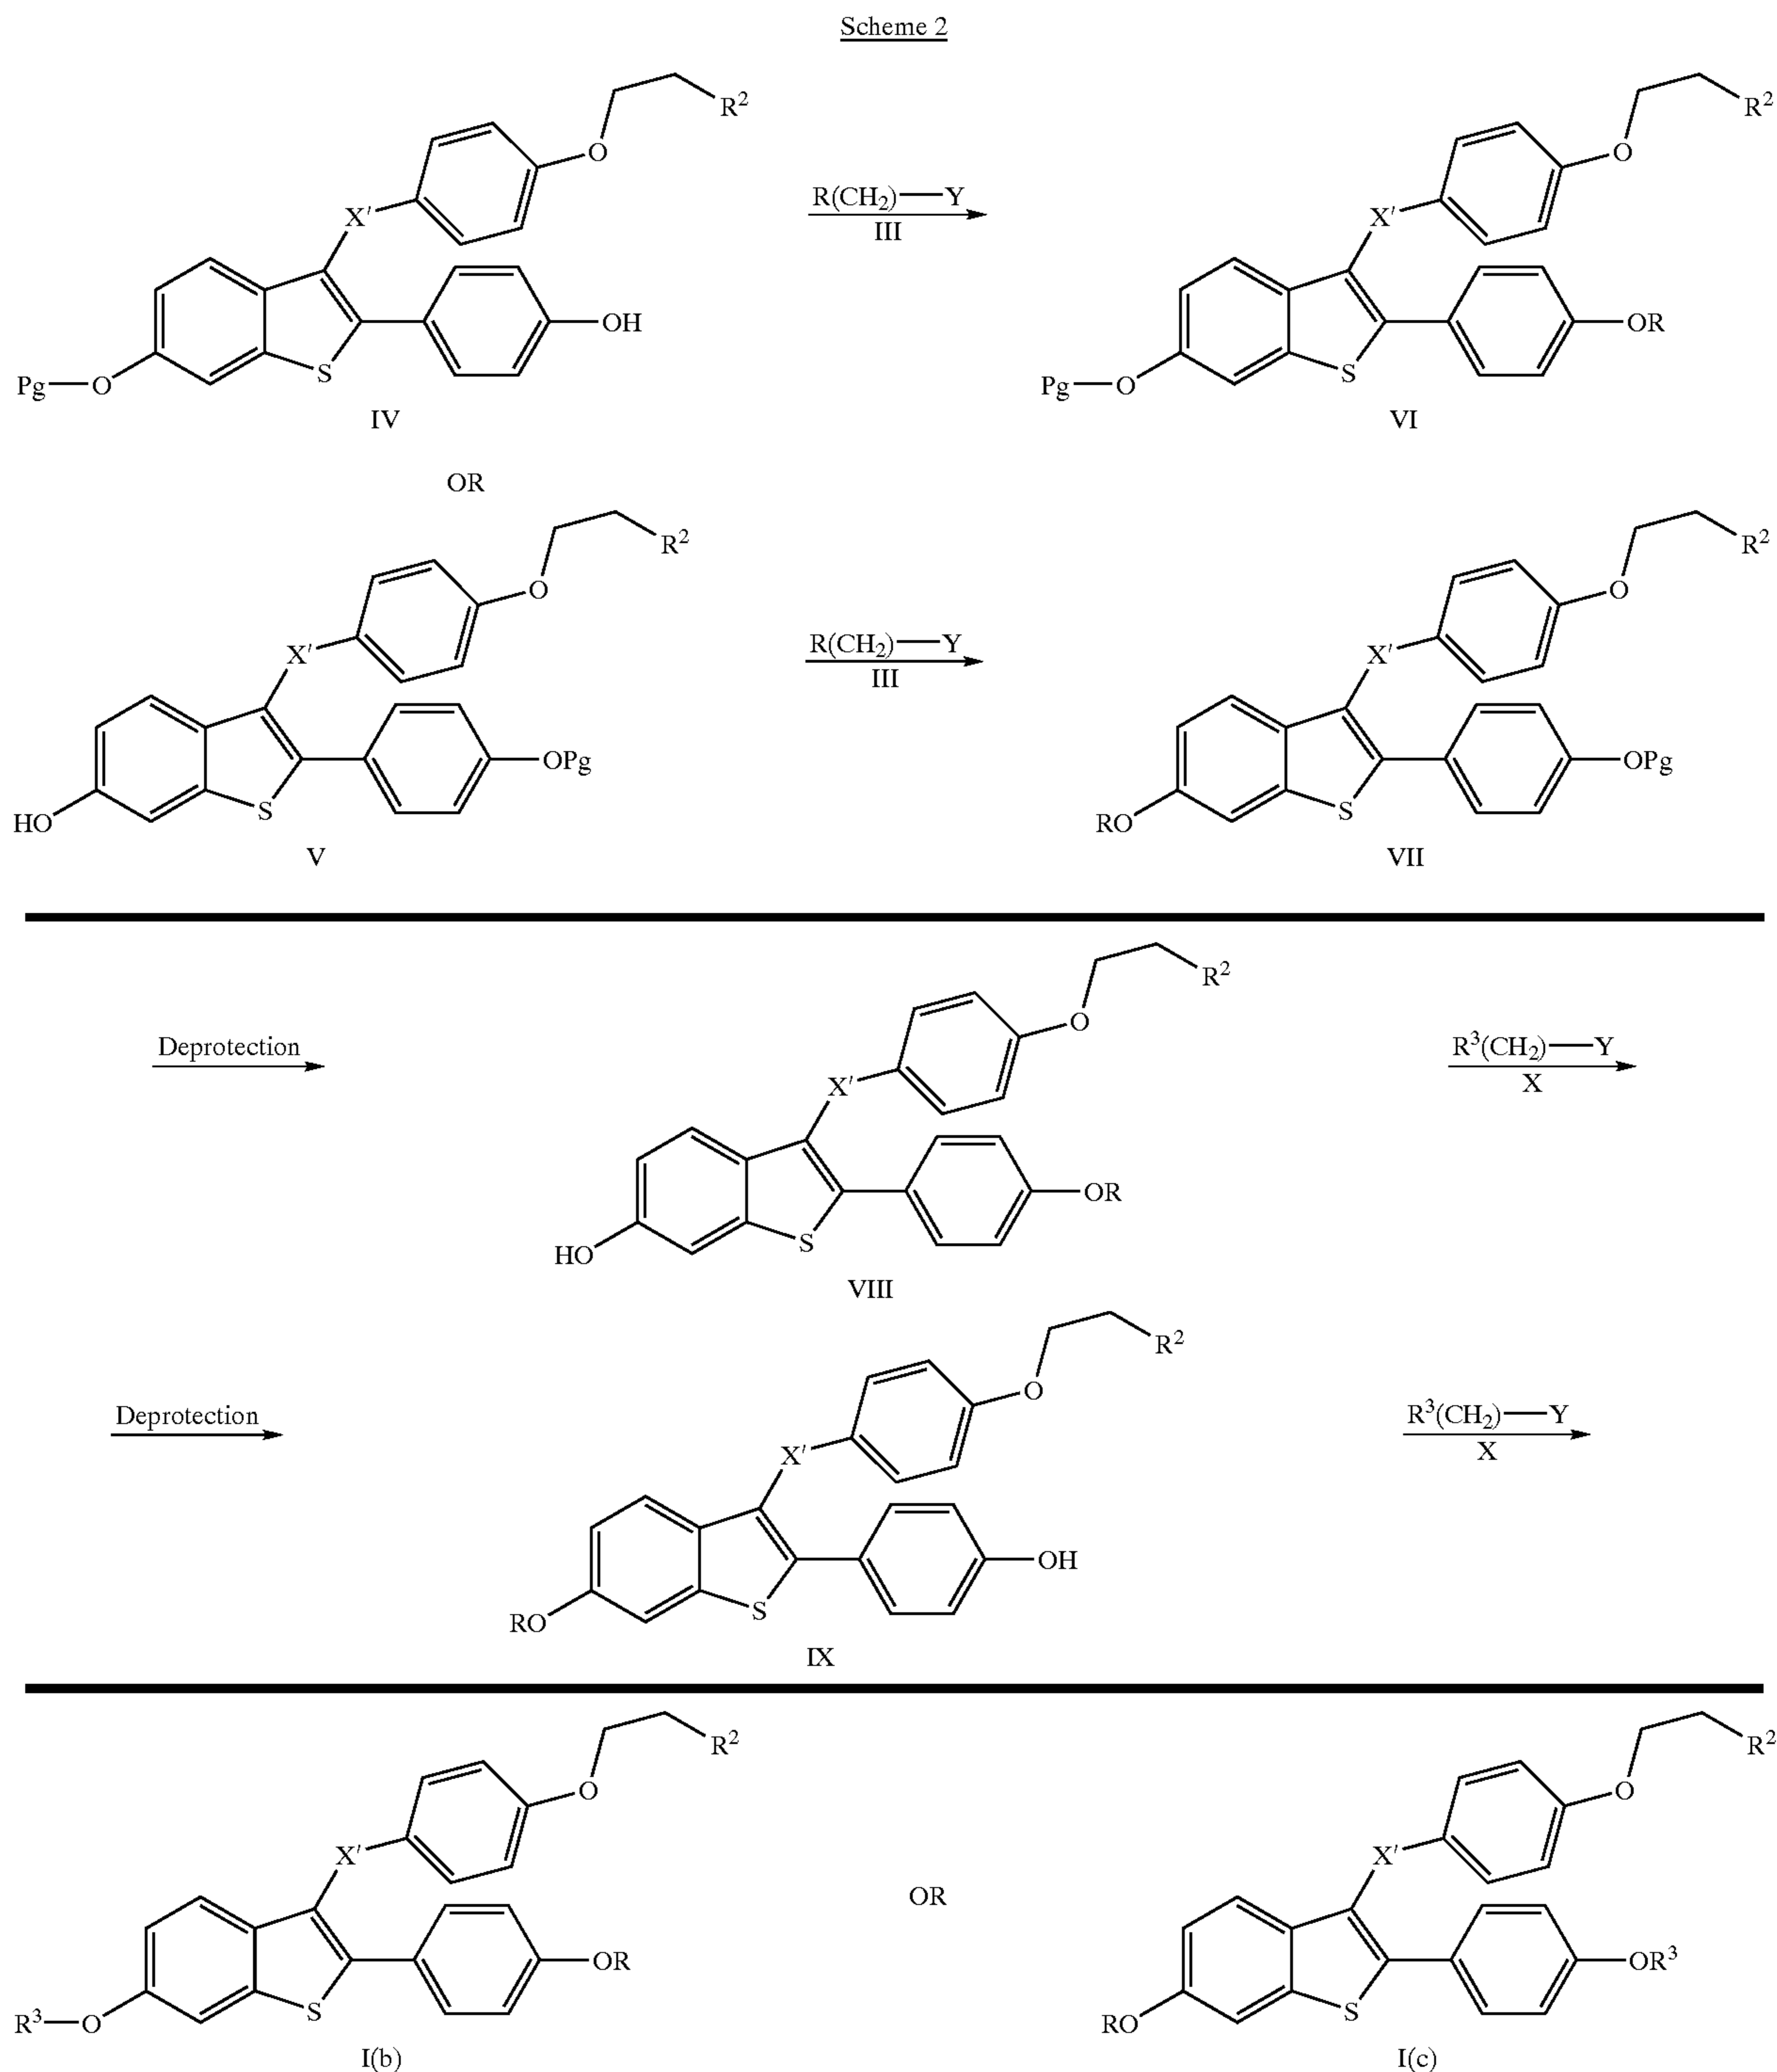 Scheme 2
R²
O
X'
OH
S
Pg—O
IV
R(CH₂)—Y
III
R²
O
X'
OR
S
Pg—O
VI
OR
R²
O
X'
OPg
S
HO
V
R(CH₂)—Y
III
R²
O
X'
OPg
S
RO
VII
Deprotection
R²
O
X'
OR
S
HO
VIII
R³(CH₂)—Y
X
Deprotection
R²
O
X'
OH
S
RO
IX
R³(CH₂)—Y
X
R²
O
X'
OR
S
R³—O
I(b)
OR
R²
O
X'
OR³
S
RO
I(c)